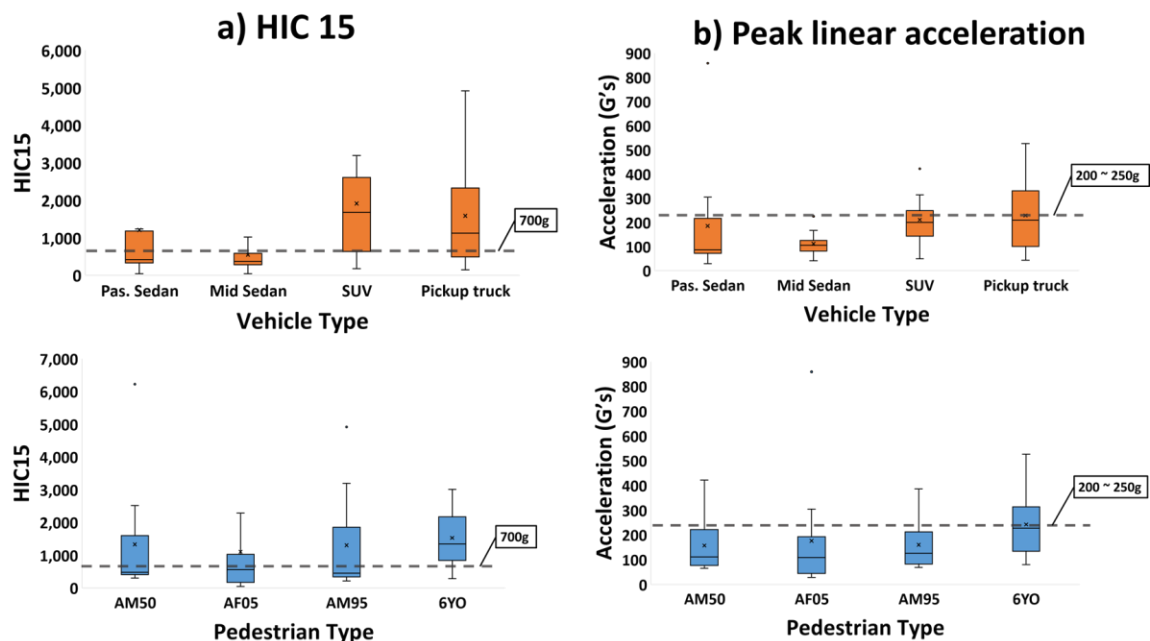 a) HIC 15
6,000
5,000
4,000
3,000
2,000
1,000
0
HIC15
700g
Pas. Sedan Mid Sedan SUV Pickup truck
Vehicle Type
b) Peak linear acceleration
900
800
700
600
500
400
300
200
100
0
Acceleration (G's)
200 ~ 250g
Pas. Sedan Mid Sedan SUV Pickup truck
Vehicle Type
7,000
6,000
5,000
4,000
3,000
2,000
1,000
0
HIC15
700g
AM50 AF05 AM95 6YO
Pedestrian Type
900
800
700
600
500
400
300
200
100
0
Acceleration (G's)
200 ~ 250g
AM50 AF05 AM95 6YO
Pedestrian Type